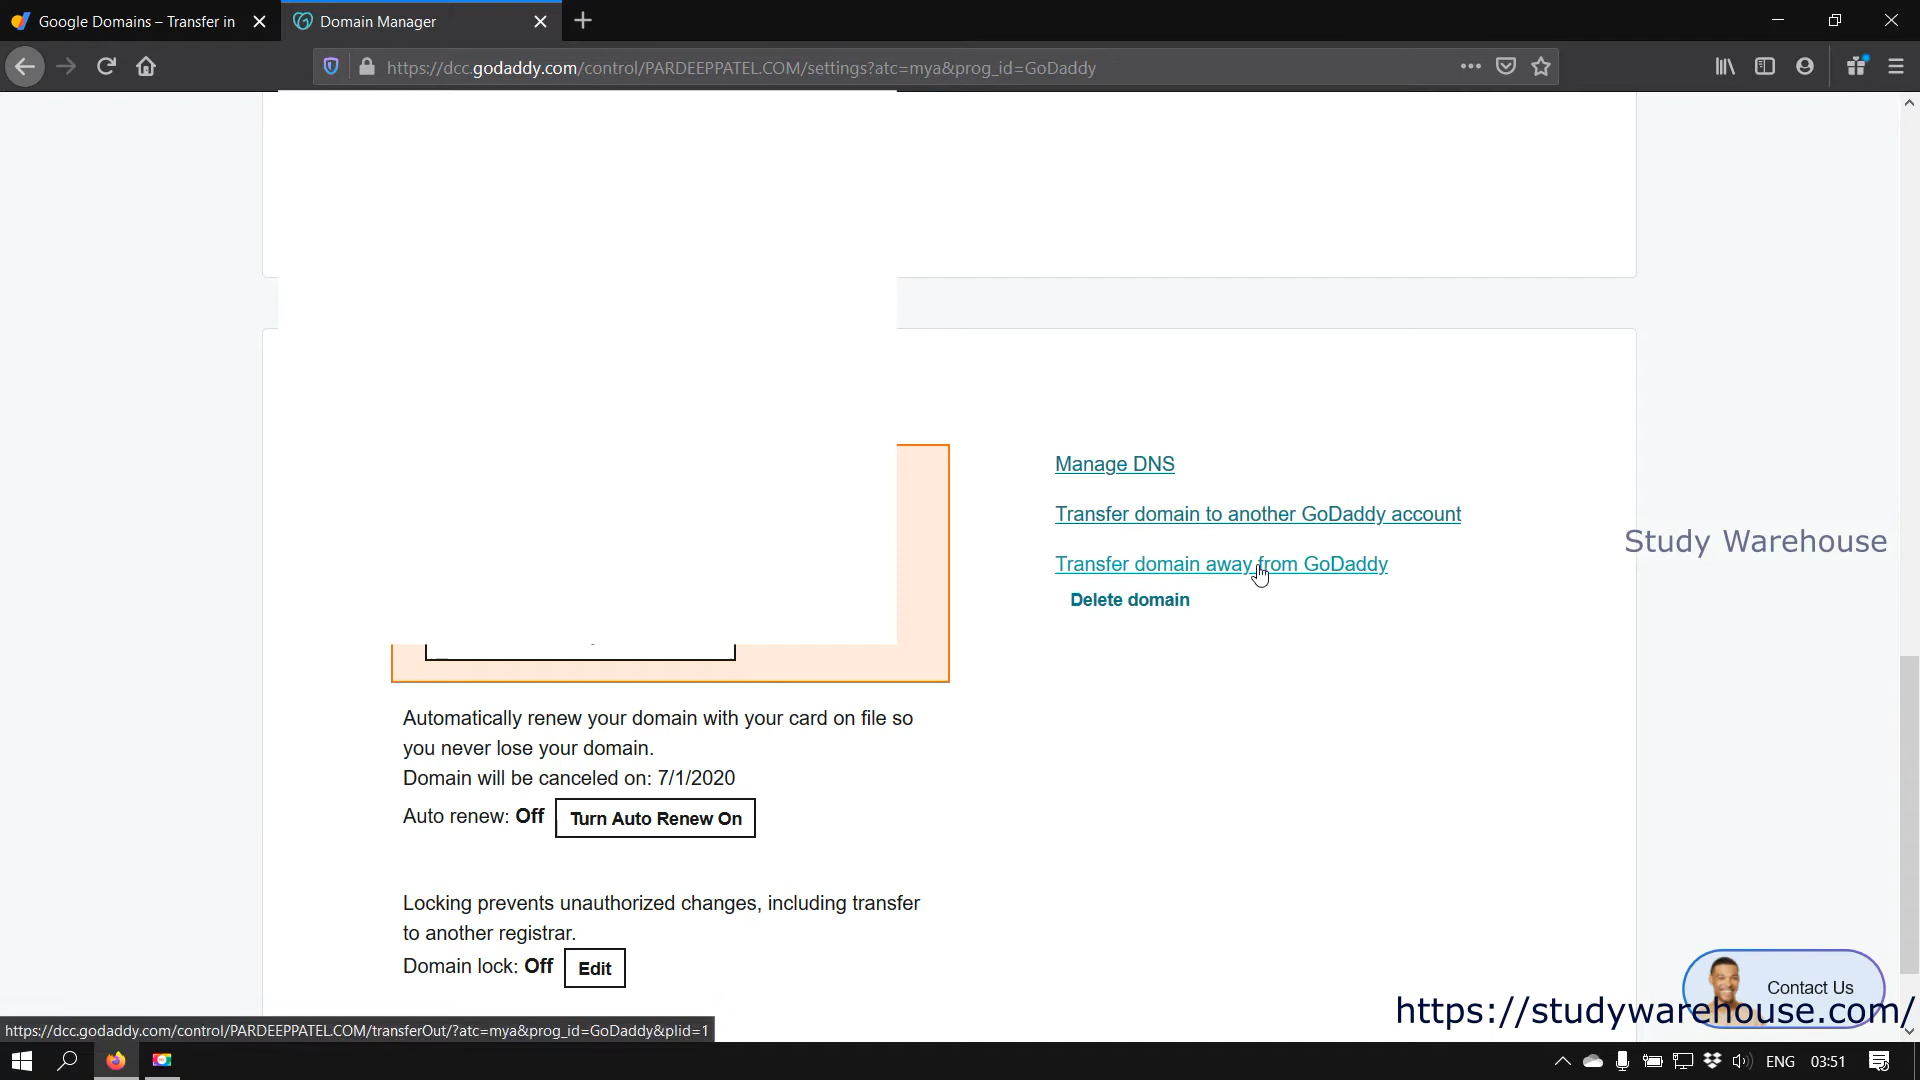 Google Domains – Transfer in
Domain Manager
https://dcc.godaddy.com/control/PARDEEPPATEL.COM/settings?atc=mya&prog_id=GoDaddy
Manage DNS
Transfer domain to another GoDaddy account
Transfer domain away from GoDaddy
Delete domain
Study Warehouse
Automatically renew your domain with your card on file so
you never lose your domain.
Domain will be canceled on: 7/1/2020
Auto renew: Off Turn Auto Renew On
Locking prevents unauthorized changes, including transfer
to another registrar.
Domain lock: Off Edit
Contact Us
https://studywarehouse.com/
https://dcc.godaddy.com/control/PARDEEPPATEL.COM/transferOut/?atc=mya&prog_id=GoDaddy&plid=1
ENG 03:51